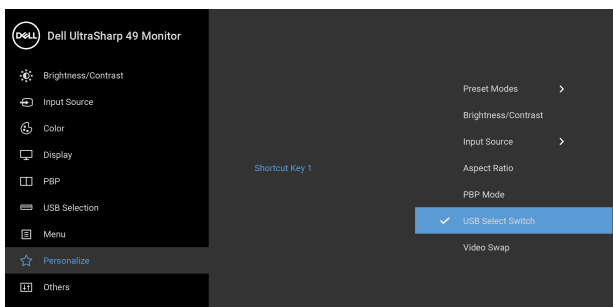 DELL Dell UltraSharp 49 Monitor
Brightness/Contrast
Input Source
Color
Display
PBP
USB Selection
Menu
Personalize
Others
Shortcut Key 1
Preset Modes
Brightness/Contrast
Input Source
Aspect Ratio
PBP Mode
USB Select Switch
Video Swap